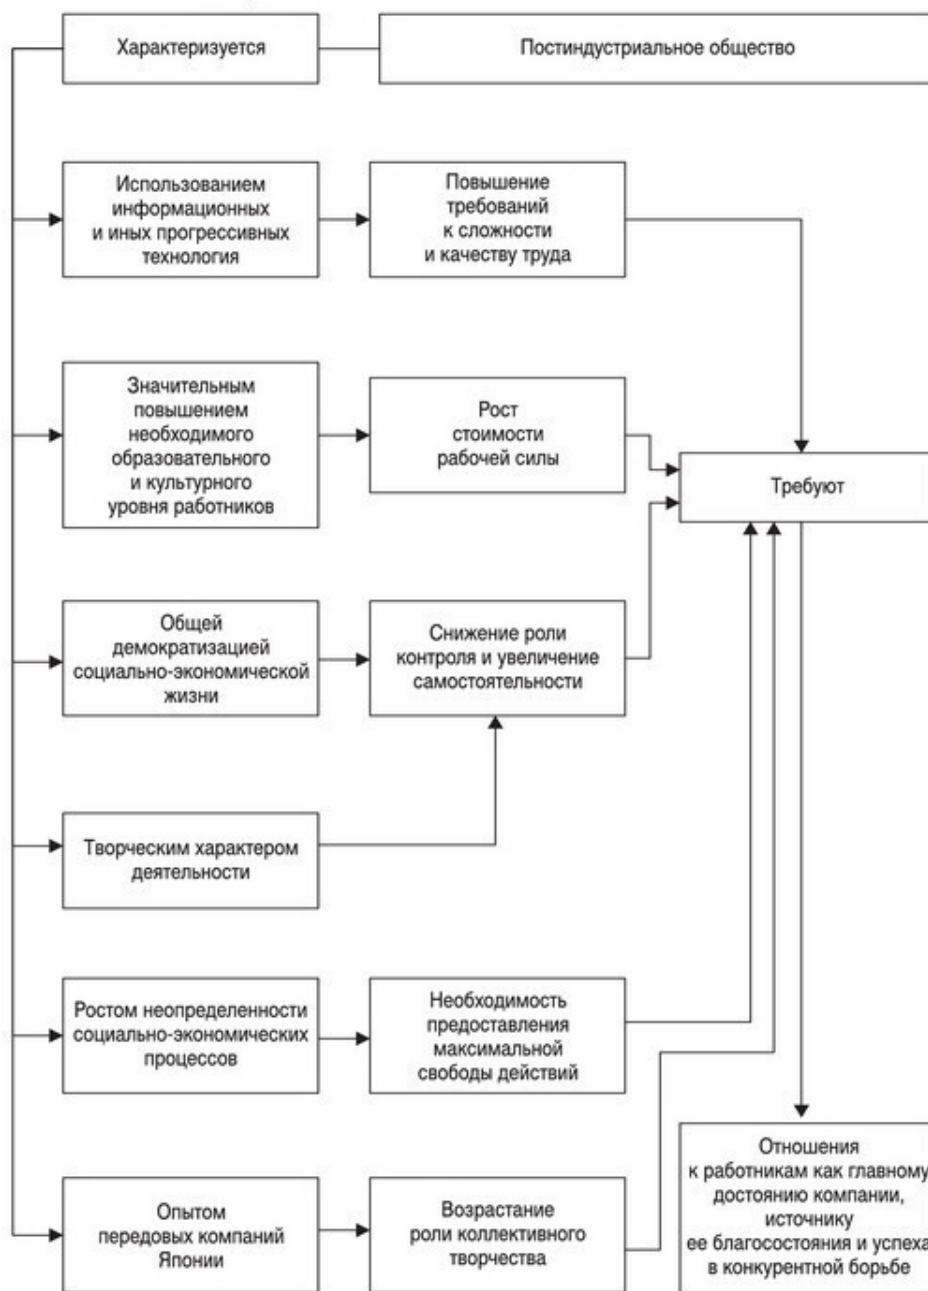 Характеризуется
Постиндустриальное общество
Использованием
информационных
и иных прогрессивных
технология
Повышение
требований
к сложности
и качеству труда
Значительным
повышением
необходимого
образовательного
и культурного
уровня работников
Рост
стоимости
рабочей силы
Требуют
Общей
демократизацией
социально-экономической
жизни
Снижение роли
контроля и увеличение
самостоятельности
Творческим характером
деятельности
Ростом неопределенности
социально-экономических
процессов
Необходимость
предоставления
максимальной
свободы действий
Опытом
передовых компаний
Японии
Возрастание
роли коллективного
творчества
Отношения
к работникам как главному
достоянию компании,
источнику
ее благосостояния и успеха
в конкурентной борьбе